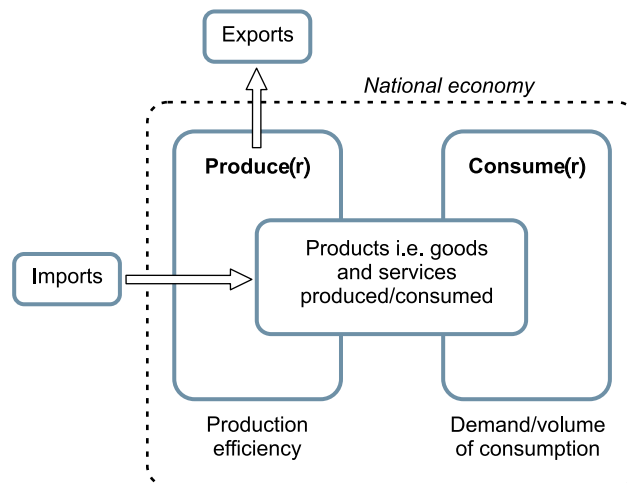 Exports
National economy
Produce(r)
Consume(r)
Products i.e. goods
and services
produced/consumed
Imports
Production
efficiency
Demand/volume
of consumption